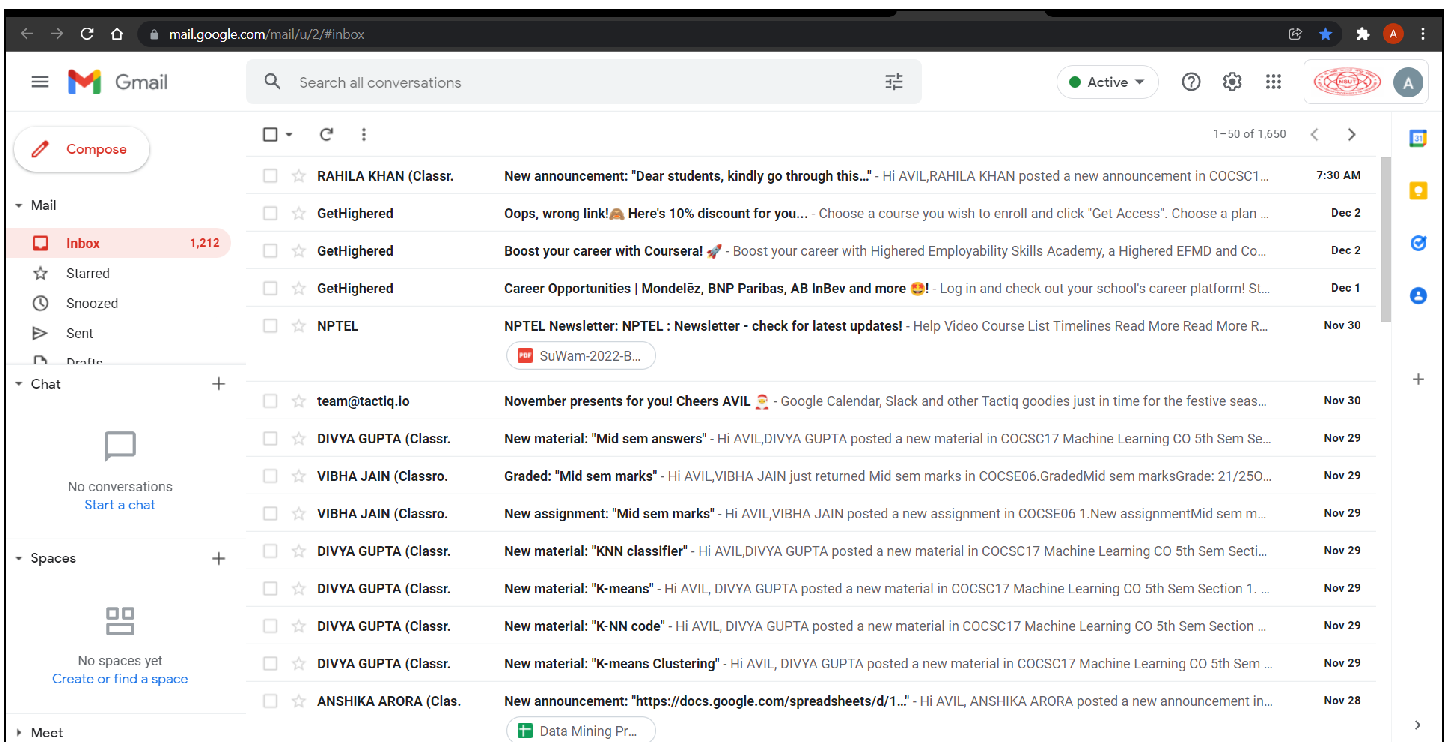 mail.google.com/mail/u/2/#inbox
A
Gmail
Search all conversations
Active
A
Compose
1–50 of 1,650
31
Mail
Inbox 1,212
Starred
Snoozed
Sent
Drafts
Chat
No conversations
Start a chat
Spaces
No spaces yet
Create or find a space
Meet
RAHILA KHAN (Classr. New announcement: "Dear students, kindly go through this…" - Hi AVIL,RAHILA KHAN posted a new announcement in COCSC1… 7:30 AM
GetHighered Oops, wrong link!🙈 Here's 10% discount for you… - Choose a course you wish to enroll and click "Get Access". Choose a plan … Dec 2
GetHighered Boost your career with Coursera! 🚀 - Boost your career with Highered Employability Skills Academy, a Highered EFMD and Co… Dec 2
GetHighered Career Opportunities | Mondelēz, BNP Paribas, AB InBev and more 🤩! - Log in and check out your school's career platform! St… Dec 1
NPTEL NPTEL Newsletter: NPTEL : Newsletter - check for latest updates! - Help Video Course List Timelines Read More Read More R… Nov 30
PDF SuWam-2022-B…
team@tactiq.io November presents for you! Cheers AVIL 🎅 - Google Calendar, Slack and other Tactiq goodies just in time for the festive seas… Nov 30
DIVYA GUPTA (Classr. New material: "Mid sem answers" - Hi AVIL,DIVYA GUPTA posted a new material in COCSC17 Machine Learning CO 5th Sem Se… Nov 29
VIBHA JAIN (Classro. Graded: "Mid sem marks" - Hi AVIL,VIBHA JAIN just returned Mid sem marks in COCSE06.GradedMid sem marksGrade: 21/25O… Nov 29
VIBHA JAIN (Classro. New assignment: "Mid sem marks" - Hi AVIL,VIBHA JAIN posted a new assignment in COCSE06 1.New assignmentMid sem m… Nov 29
DIVYA GUPTA (Classr. New material: "KNN classifier" - Hi AVIL,DIVYA GUPTA posted a new material in COCSC17 Machine Learning CO 5th Sem Secti… Nov 29
DIVYA GUPTA (Classr. New material: "K-means" - Hi AVIL, DIVYA GUPTA posted a new material in COCSC17 Machine Learning CO 5th Sem Section 1. … Nov 29
DIVYA GUPTA (Classr. New material: "K-NN code" - Hi AVIL, DIVYA GUPTA posted a new material in COCSC17 Machine Learning CO 5th Sem Section … Nov 29
DIVYA GUPTA (Classr. New material: "K-means Clustering" - Hi AVIL, DIVYA GUPTA posted a new material in COCSC17 Machine Learning CO 5th Sem … Nov 29
ANSHIKA ARORA (Clas. New announcement: "https://docs.google.com/spreadsheets/d/1…" - Hi AVIL, ANSHIKA ARORA posted a new announcement in… Nov 28
Data Mining Pr…